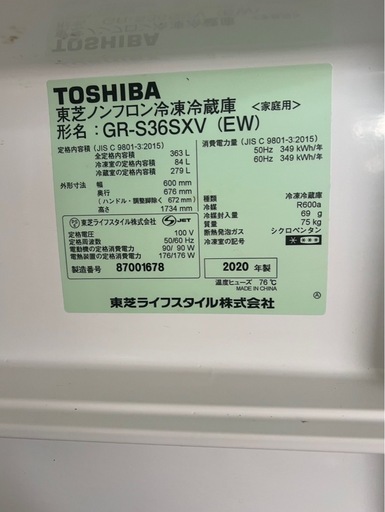 TOSHIBA
東芝ノンフロン冷凍冷蔵庫 <家庭用>
形名: GR-S36SXV (EW)
定格内容積 (JIS C 9801-3:2015)
全定格内容積 363 L
冷凍室の定格内容積 84 L
冷蔵室の定格内容積 279 L
外形寸法 幅 600 mm
奥行 676 mm
(ハンドル・調整脚除く 672 mm)
高さ 1734 mm
東芝ライフスタイル株式会社 JET
定格電圧 100 V
定格周波数 50/60 Hz
電動機の定格消費電力 90/ 90 W
電熱装置の定格消費電力 176/176 W
製造番号 87001678
消費電力量 (JIS C 9801-3:2015)
50Hz 349 kWh/年
60Hz 349 kWh/年
種類 冷凍冷蔵庫
冷媒 R600a
冷媒封入量 69 g
質量 75 kg
断熱発泡ガス シクロペンタン
冷凍室の記号
2020 年製
温度ヒューズ 76℃
MADE IN CHINA
東芝ライフスタイル株式会社